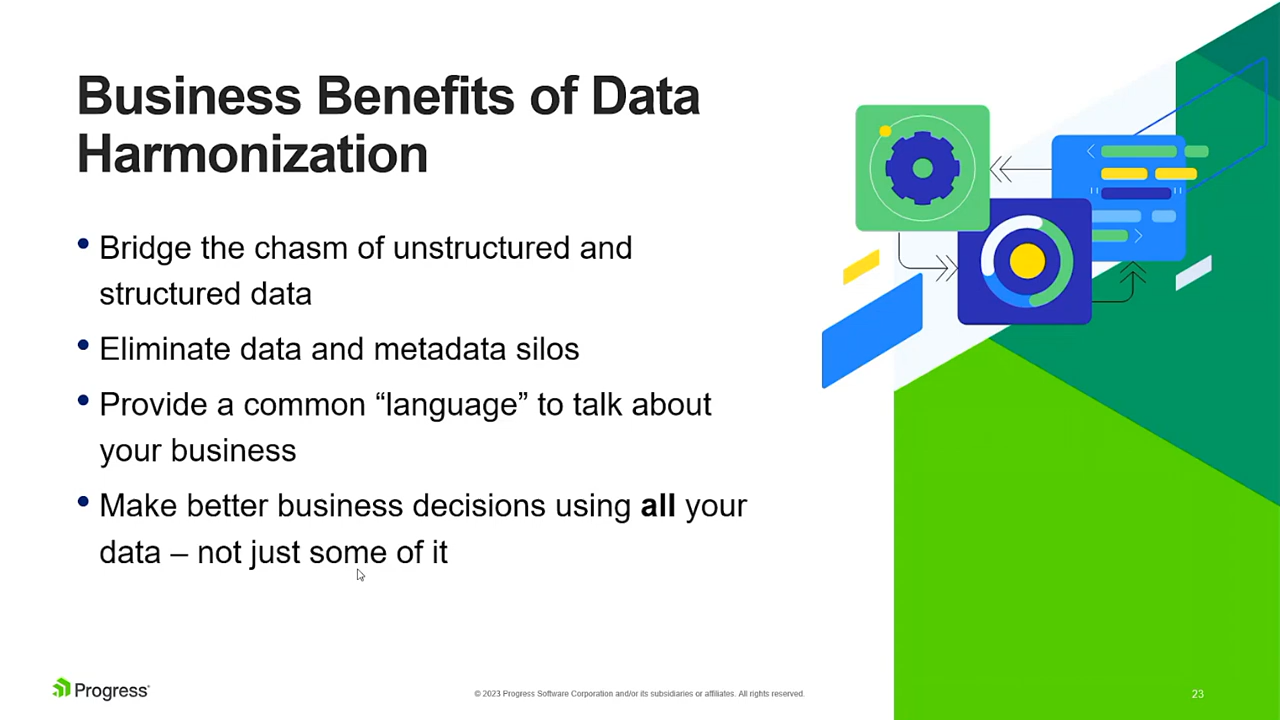 Business Benefits of Data
Harmonization
• Bridge the chasm of unstructured and
structured data
• Eliminate data and metadata silos
• Provide a common “language” to talk about
your business
• Make better business decisions using all your
data – not just some of it
Progress
© 2023 Progress Software Corporation and/or its subsidiaries or affiliates. All rights reserved.
23